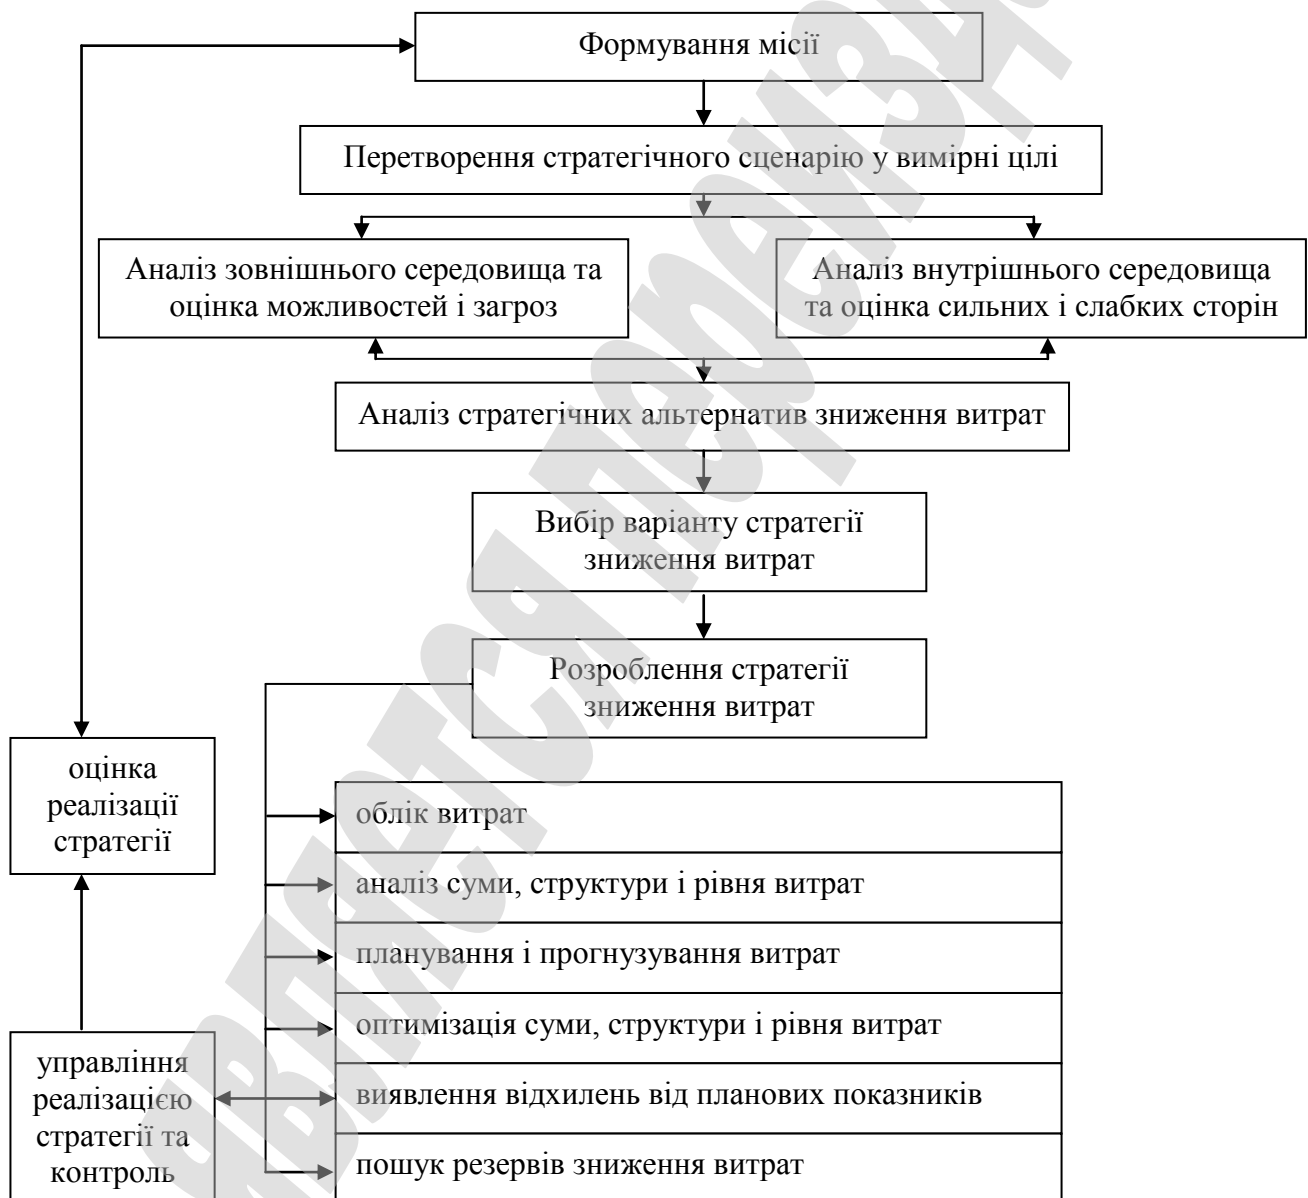 Формування місії
Перетворення стратегічного сценарію у вимірні цілі
Аналіз зовнішнього середовища та
оцінка можливостей і загроз
Аналіз внутрішнього середовища
та оцінка сильних і слабких сторін
Аналіз стратегічних альтернатив зниження витрат
Вибір варіанту стратегії
зниження витрат
Розроблення стратегії
зниження витрат
оцінка
реалізації
стратегії
облік витрат
аналіз суми, структури і рівня витрат
планування і прогнузування витрат
оптимізація суми, структури і рівня витрат
виявлення відхилень від планових показників
пошук резервів зниження витрат
управління
реалізацією
стратегії та
контроль